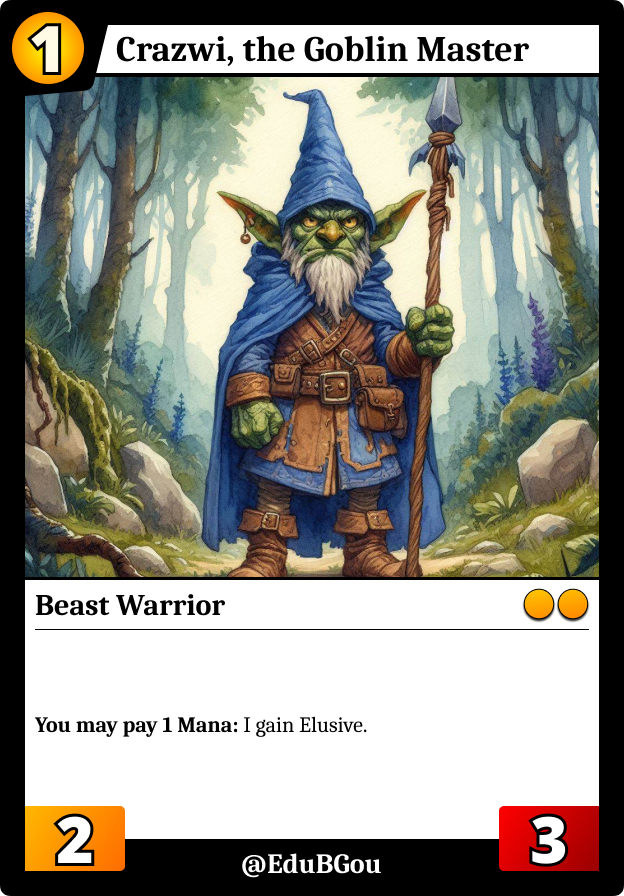 1
Crazwi, the Goblin Master
Beast Warrior
You may pay 1 Mana: I gain Elusive.
2
@EduBGou
3